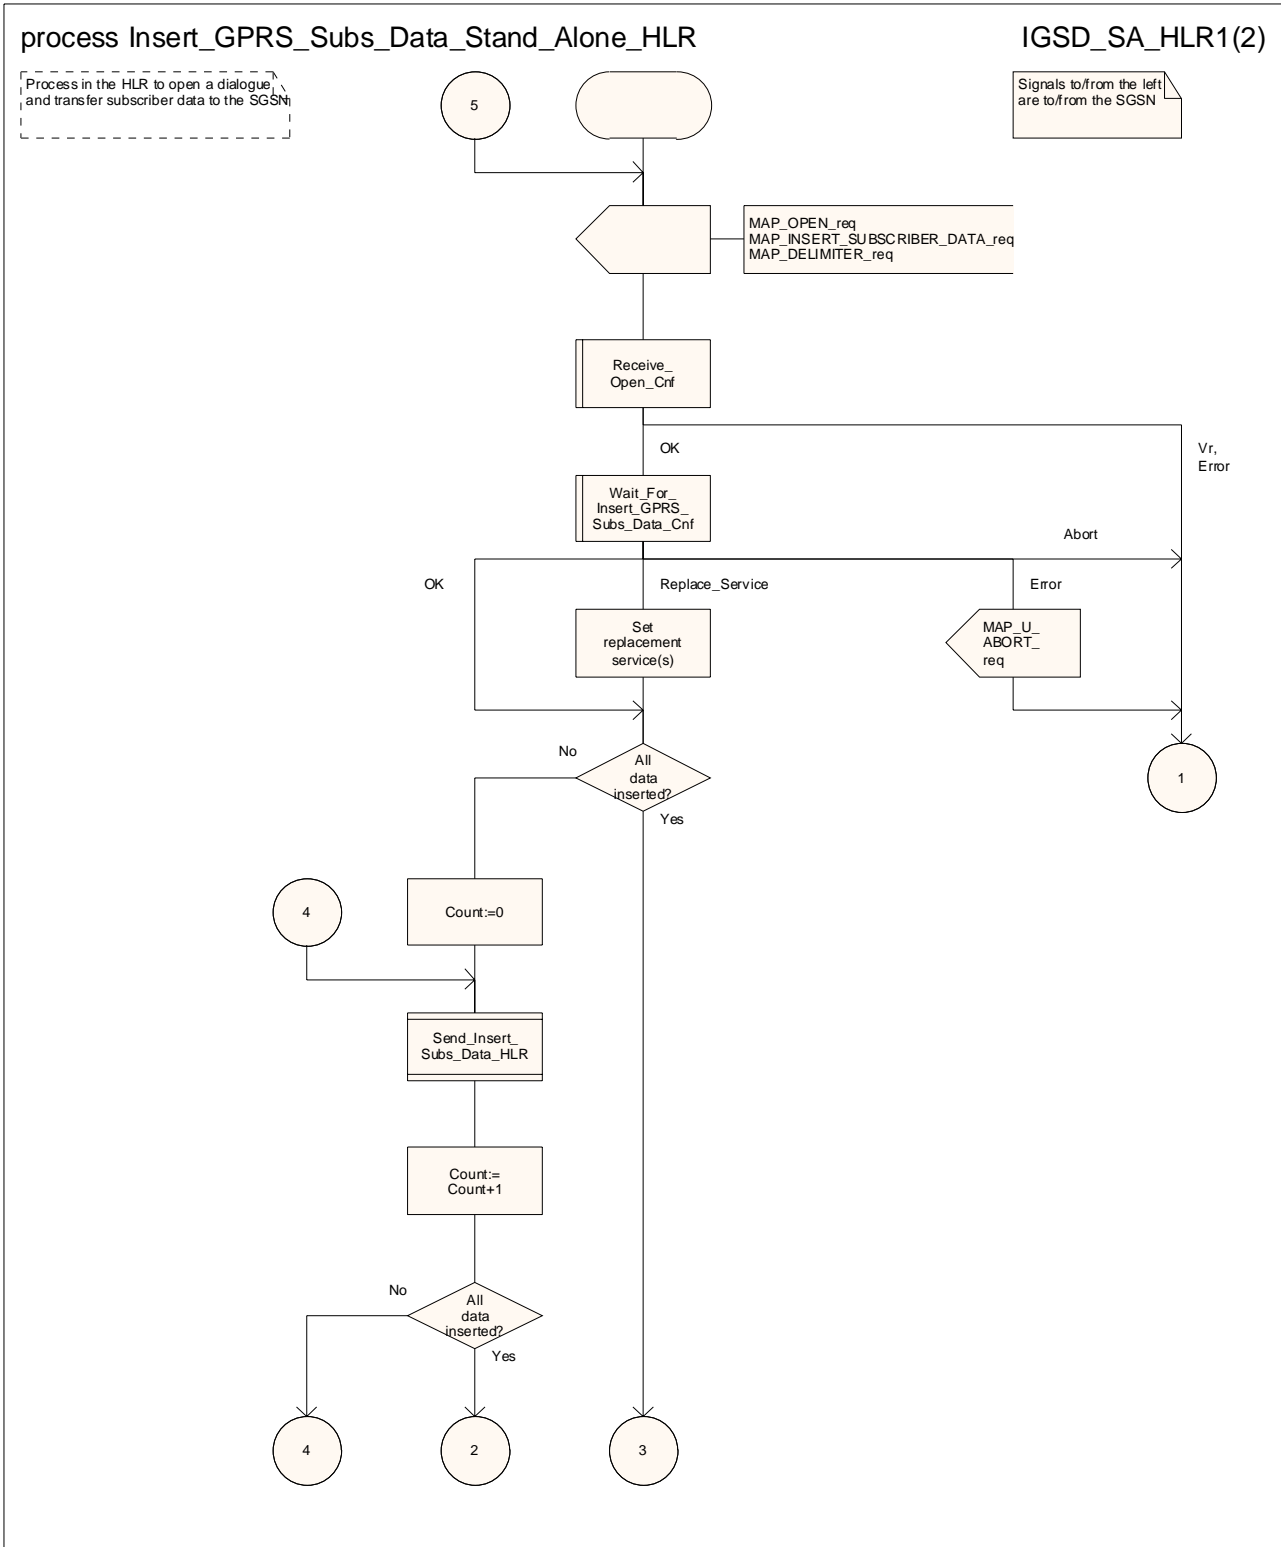 process Insert_GPRS_Subs_Data_Stand_Alone_HLR
IGSD_SA_HLR1(2)
Process in the HLR to open a dialogue
and transfer subscriber data to the SGSN
5
Signals to/from the left
are to/from the SGSN
MAP_OPEN_req
MAP_INSERT_SUBSCRIBER_DATA_req
MAP_DELIMITER_req
Receive_
Open_Cnf
OK
Vr,
Error
Wait_For_
Insert_GPRS_
Subs_Data_Cnf
Abort
OK
Replace_Service
Error
Set
replacement
service(s)
MAP_U_
ABORT_
req
No
All
data
inserted?
Yes
1
4
Count:=0
Send_Insert_
Subs_Data_HLR
Count:=
Count+1
No
All
data
inserted?
Yes
4
2
3